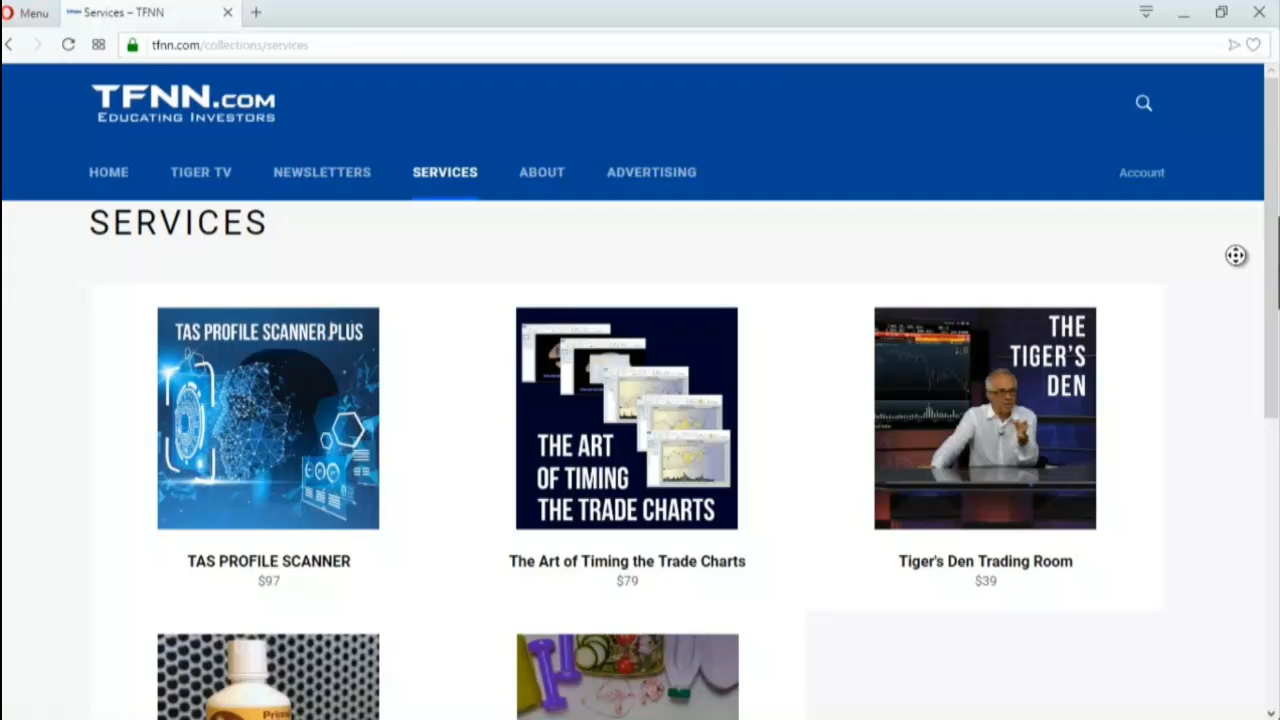 Menu
Services – TFNN
tfnn.com/collections/services
TFNN.COM
EDUCATING INVESTORS
HOME
TIGER TV
NEWSLETTERS
SERVICES
ABOUT
ADVERTISING
Account
SERVICES
TAS PROFILE SCANNER PLUS
THE ART
OF TIMING
THE TRADE CHARTS
THE
TIGER'S
DEN
TAS PROFILE SCANNER
$97
The Art of Timing the Trade Charts
$79
Tiger's Den Trading Room
$39